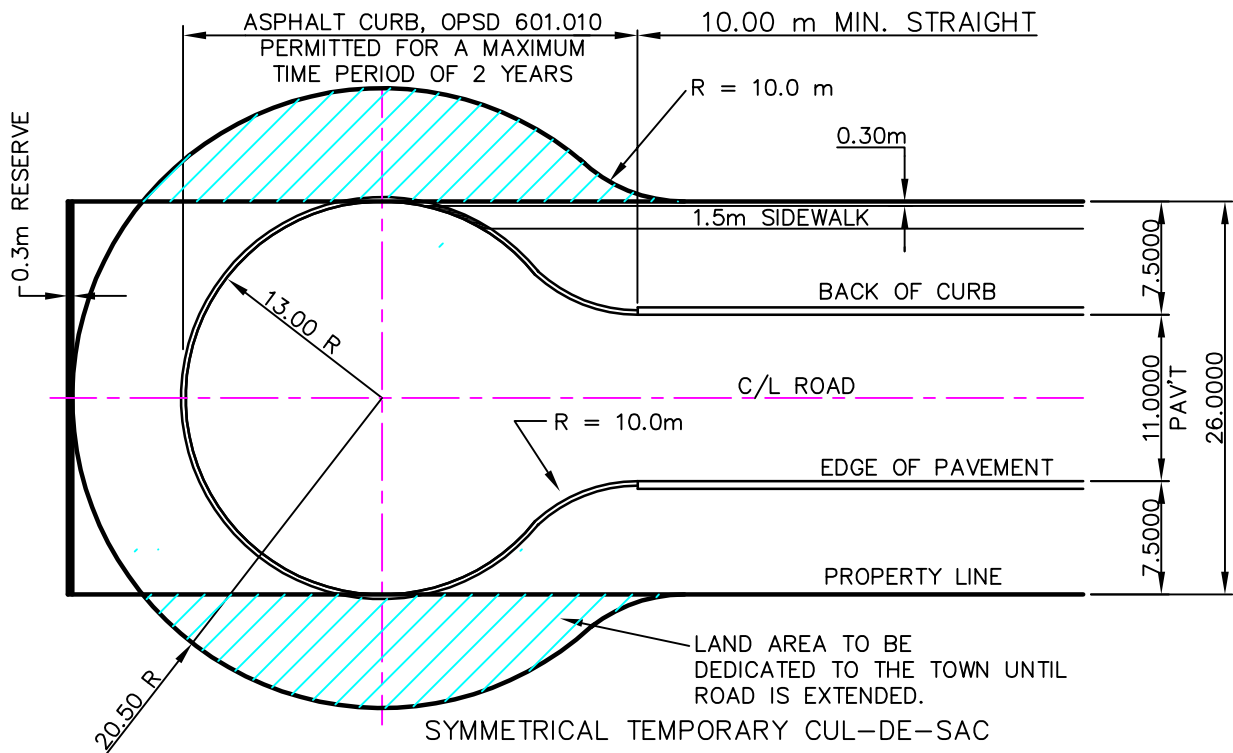 ASPHALT CURB, OPSD 601.010
PERMITTED FOR A MAXIMUM
TIME PERIOD OF 2 YEARS
10.00 m MIN. STRAIGHT
R = 10.0 m
0.30m
0.3m RESERVE
1.5m SIDEWALK
7.5000
BACK OF CURB
13.00 R
C/L ROAD
11.0000
PAV'T
26.0000
R = 10.0m
EDGE OF PAVEMENT
7.5000
PROPERTY LINE
LAND AREA TO BE
DEDICATED TO THE TOWN UNTIL
ROAD IS EXTENDED.
20.50 R
SYMMETRICAL TEMPORARY CUL-DE-SAC